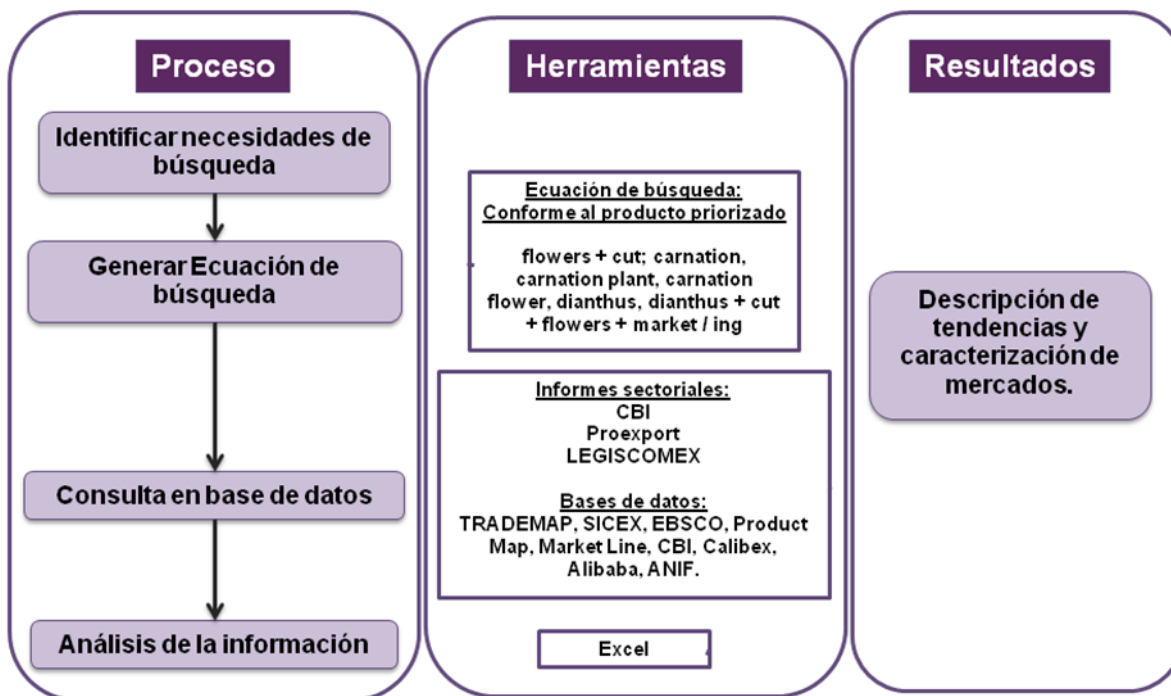 Proceso
Identificar necesidades de
búsqueda
Generar Ecuación de
búsqueda
Consulta en base de datos
Análisis de la información
Herramientas
Ecuación de búsqueda:
Conforme al producto priorizado
flowers + cut; carnation,
carnation plant, carnation
flower, dianthus, dianthus + cut
+ flowers + market / ing
Informes sectoriales:
CBI
Proexport
LEGISCOMEX
Bases de datos:
TRADEMAP, SICEX, EBSCO, Product
Map, Market Line, CBI, Calibex,
Alibaba, ANIF.
Excel
Resultados
Descripción de
tendencias y
caracterización de
mercados.